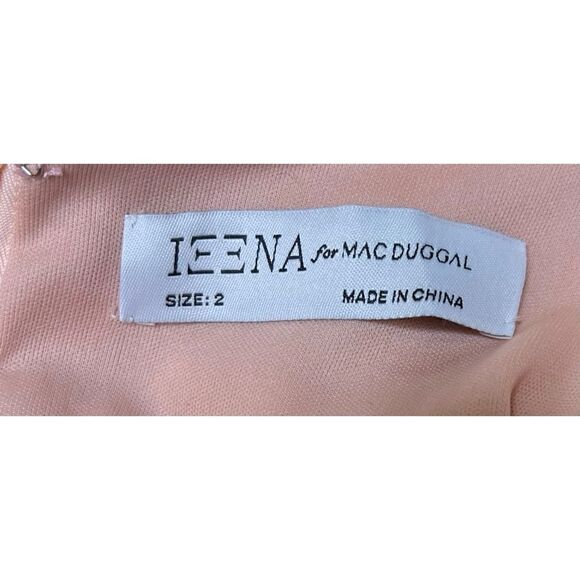 IEENA for MAC DUGGAL
SIZE: 2 MADE IN CHINA